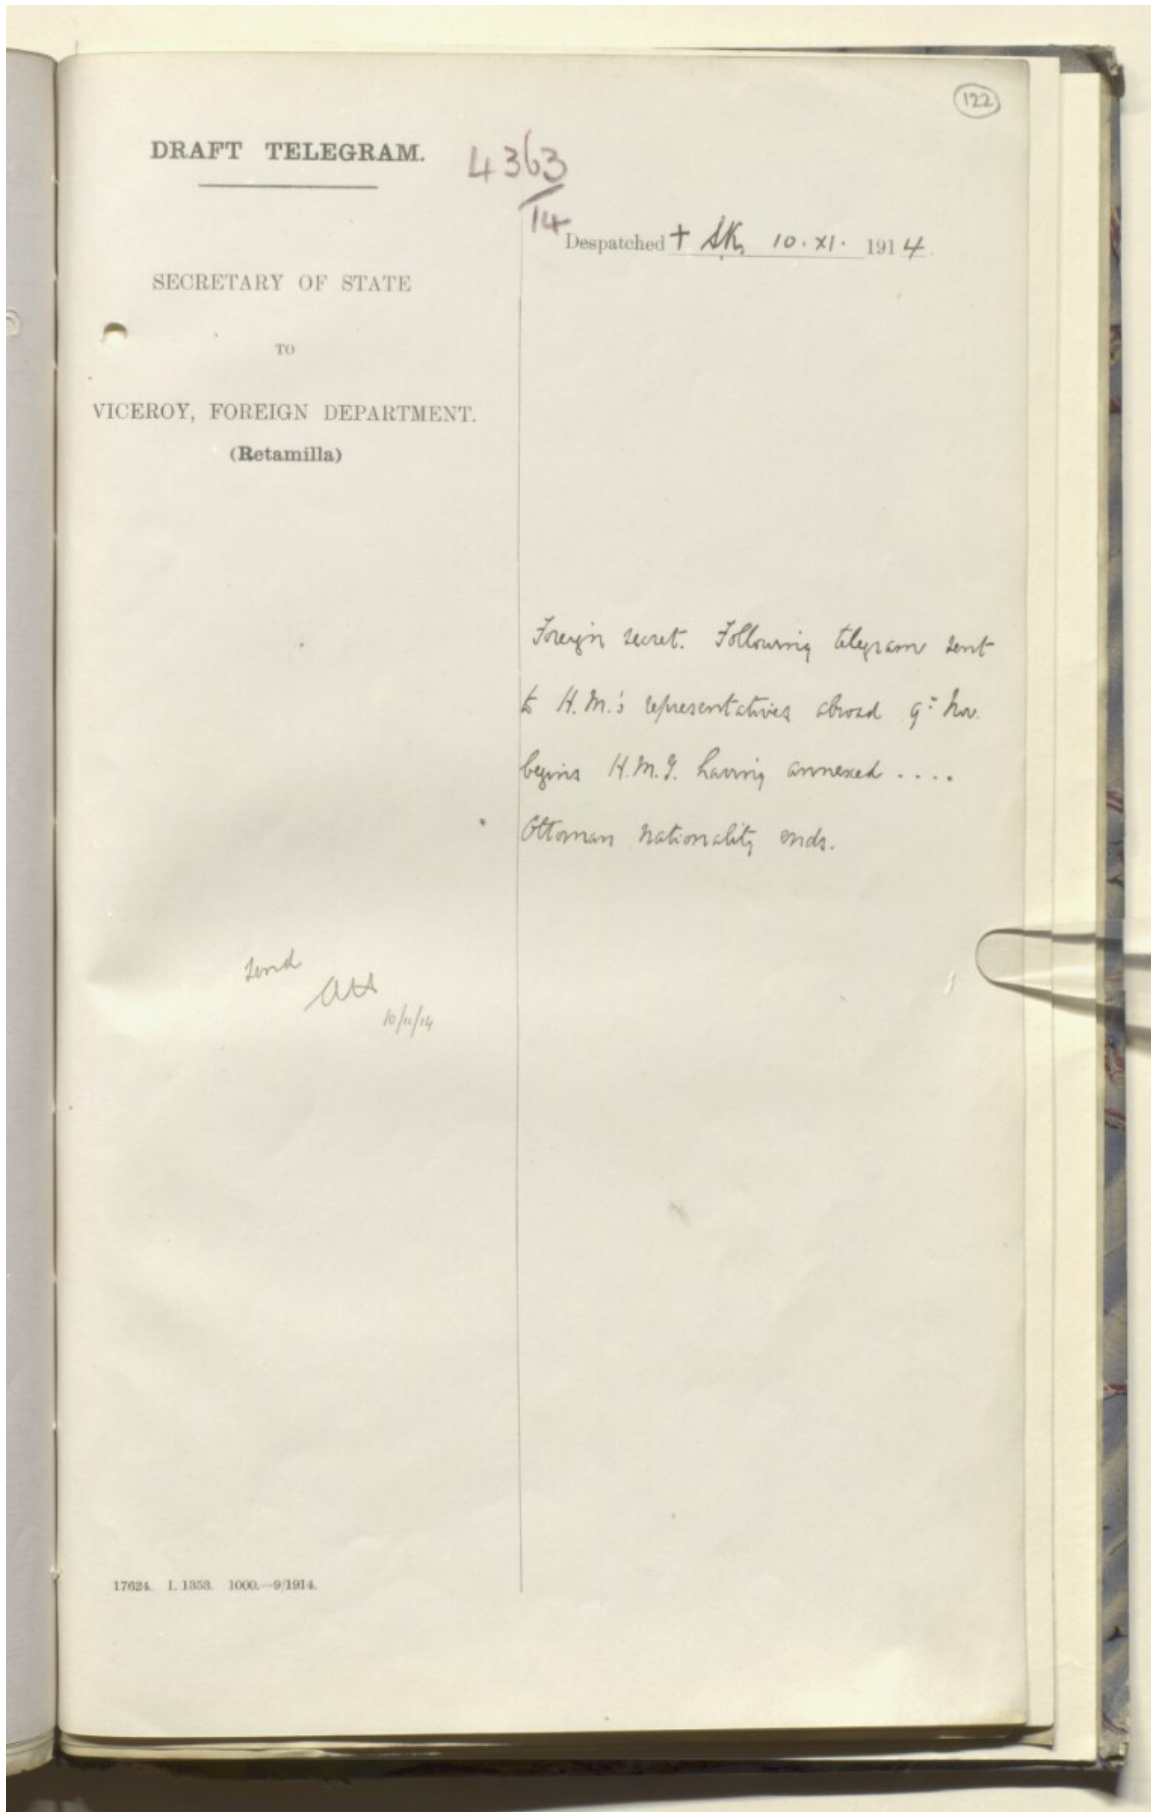 122
DRAFT TELEGRAM.
4363
14
Despatched + 10. XI. 1914.
SECRETARY OF STATE
TO
VICEROY, FOREIGN DEPARTMENT.
(Retamilla)
Foreign secret. Following telegram sent
to H.M.'s representatives abroad 9th Nov.
begins H.M.G. having annexed ....
Ottoman nationality ends.
send
10/11/14
17624. I. 1353. 1000.—9/1914.